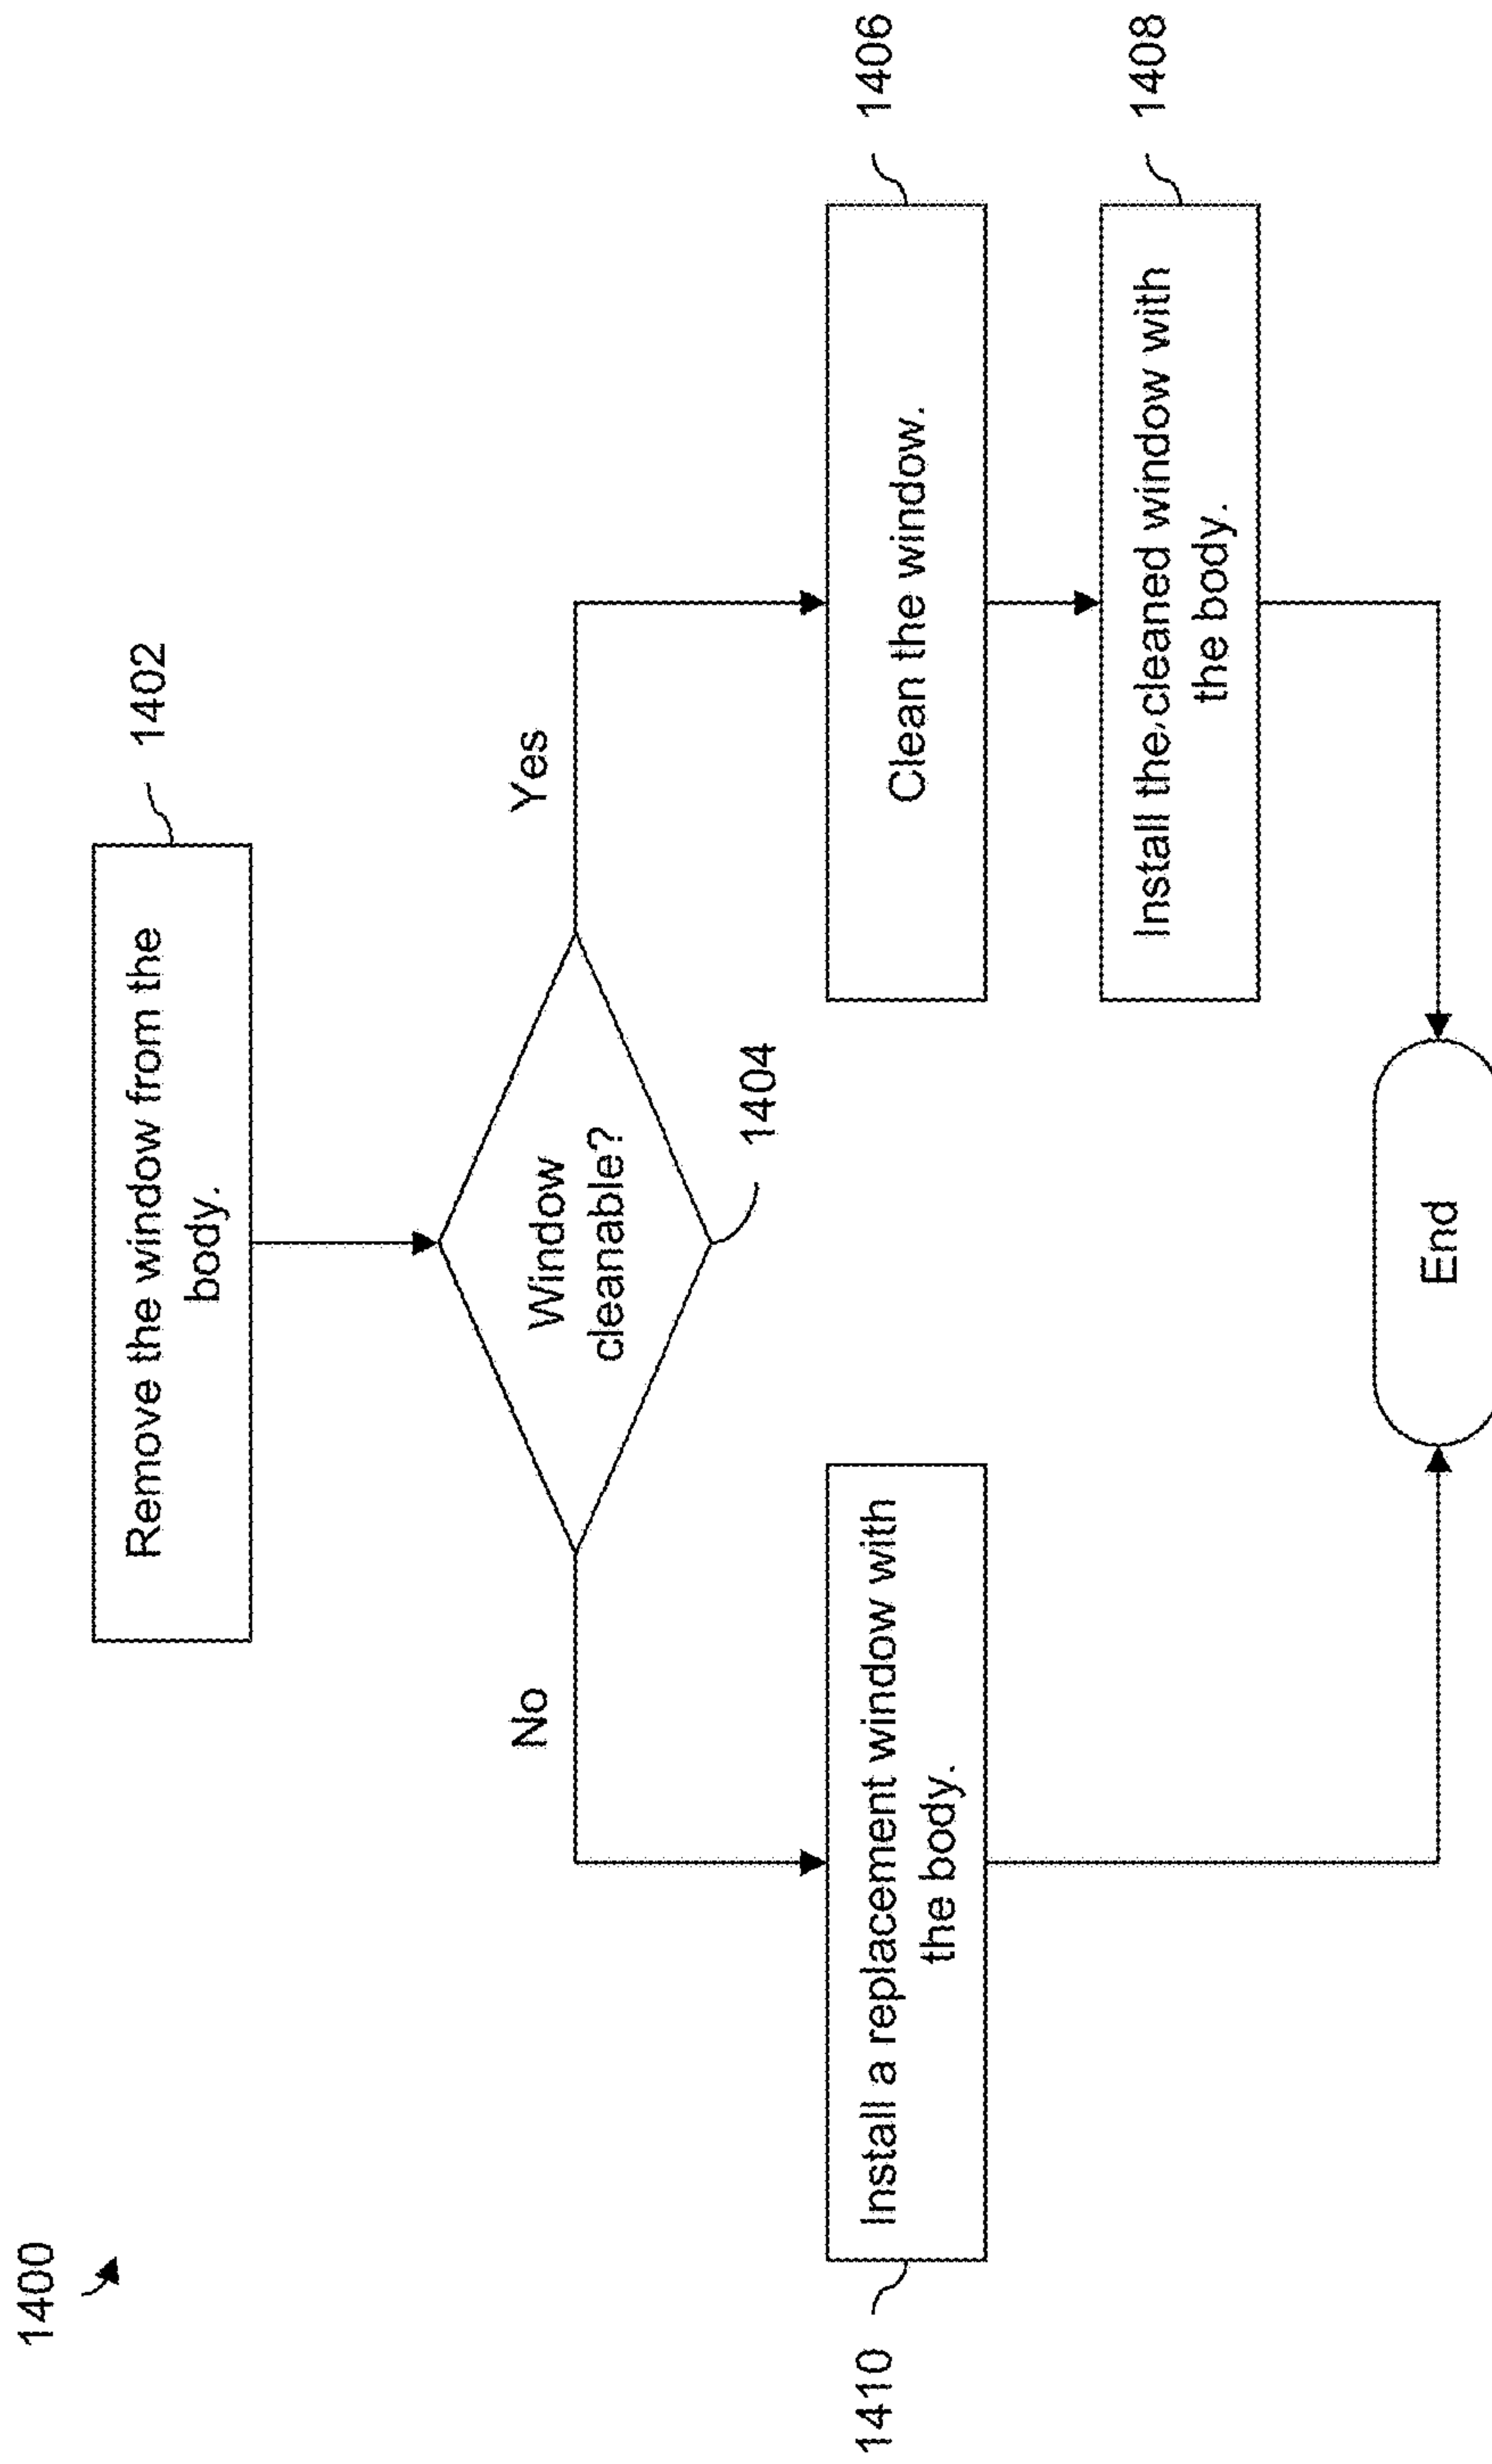 1400
Remove the window from the
body.
1402
Window
cleanable?
1404
No
Yes
Install a replacement window with
the body.
1410
Clean the window.
1406
Install the cleaned window with
the body.
1408
End